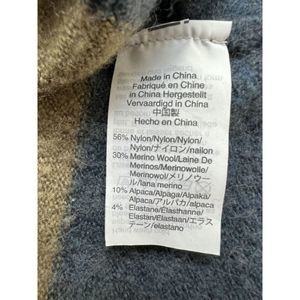 Made in China
Fabriqué en Chine
in China Hergestellt
Vervaardigd in China
中国製
Hecho en China
56% Nylon/Nylon/Nylon/
Nylon/ナイロン/nailon
30% Merino Wool/Laine De
Merinos/Merinowolle/
Merinowol/メリノウー
ル/lana merino
10% Alpaca/Alpaga/Alpaka/
Alpaca/アルパカ/alpaca
4% Elastane/Elasthanne/
Elastan/Elastaan/エラス
テーン/elastano